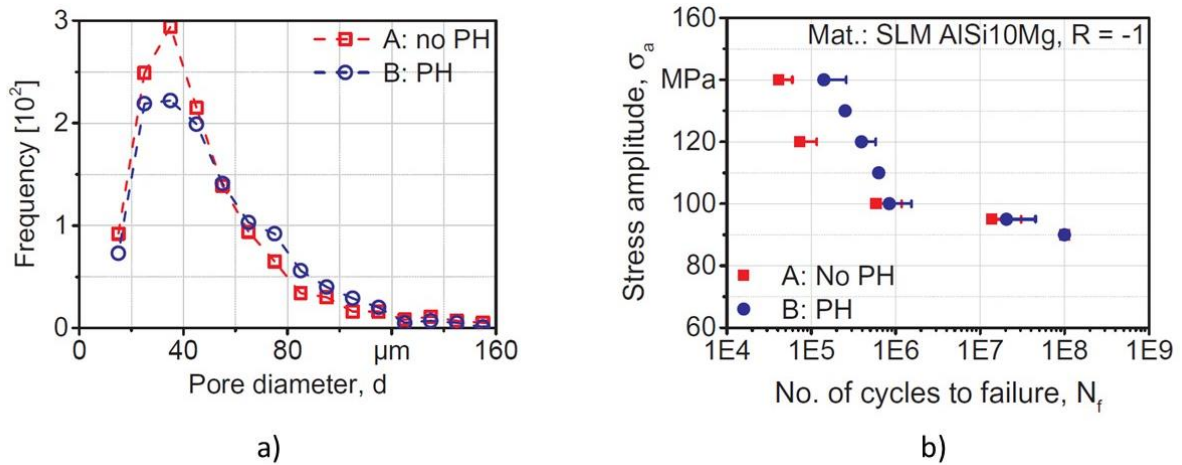 3
2
1
0
Frequency [10²]
A: no PH
B: PH
0 40 80 µm 160
Pore diameter, d
a)
160
MPa
120
100
80
60
Stress amplitude, σₐ
Mat.: SLM AlSi10Mg, R = -1
A: No PH
B: PH
1E4 1E5 1E6 1E7 1E8 1E9
No. of cycles to failure, N_f
b)